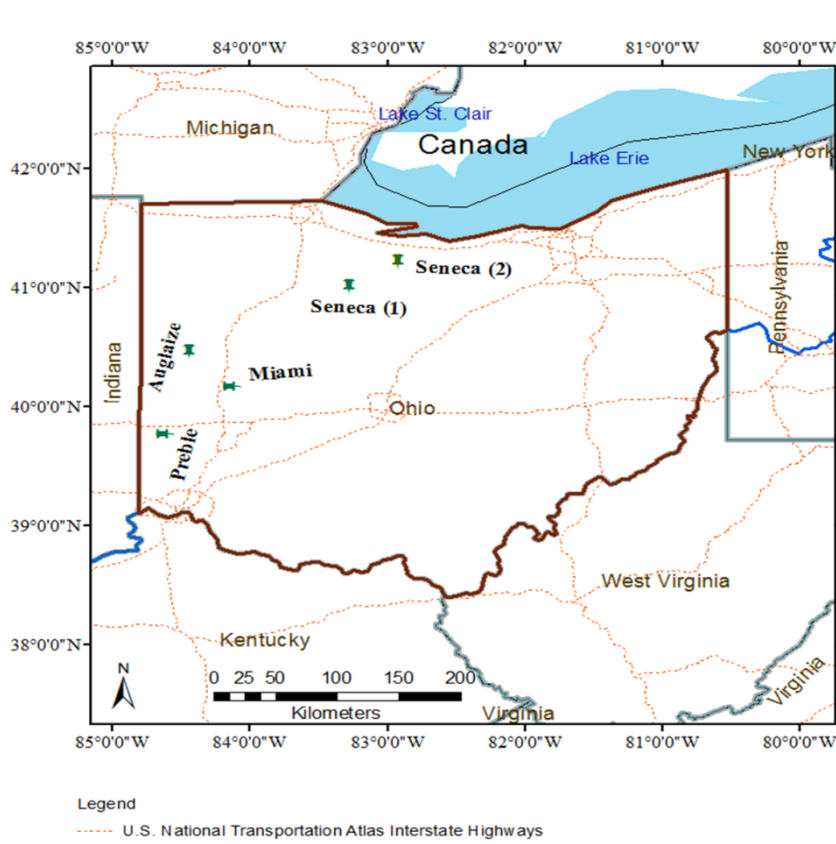 85°0'0"W 84°0'0"W 83°0'0"W 82°0'0"W 81°0'0"W 80°0'0"W
Lake St. Clair
Michigan
Canada
New York
Lake Erie
42°0'0"N
Pennsylvania
Seneca (2)
41°0'0"N
Seneca (1)
Auglaize
Indiana
Miami
40°0'0"N
Ohio
Preble
39°0'0"N
West Virginia
38°0'0"N
Kentucky
N
0 25 50 100 150 200
Kilometers
Virginia
Virginia
85°0'0"W 84°0'0"W 83°0'0"W 82°0'0"W 81°0'0"W 80°0'0"W
Legend
U.S. National Transportation Atlas Interstate Highways